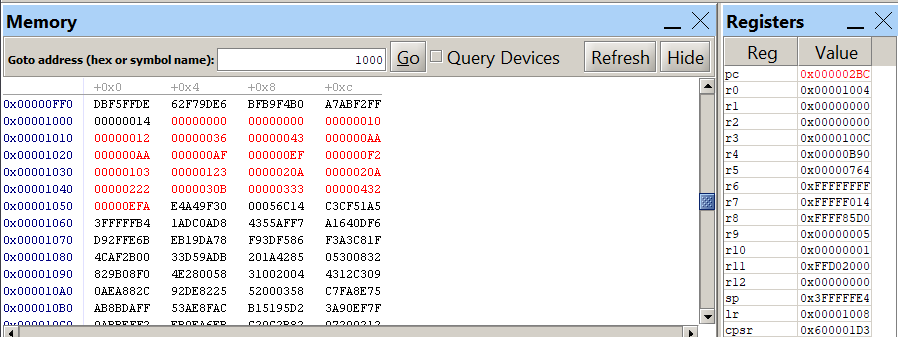 Memory
Goto address (hex or symbol name): 1000 Go Query Devices Refresh Hide
+0x0 +0x4 +0x8 +0xc
0x00000FF0 DBF5FFDE 62F79DE6 BFB9F4B0 A7ABF2FF
0x00001000 00000014 00000000 00000000 00000010
0x00001010 00000012 00000036 00000043 000000AA
0x00001020 000000AA 000000AF 000000EF 000000F2
0x00001030 00000103 00000123 0000020A 0000020A
0x00001040 00000222 0000030B 00000333 00000432
0x00001050 00000EFA E4A49F30 00056C14 C3CF51A5
0x00001060 3FFFFFB4 1ADC0AD8 4355AFF7 A1640DF6
0x00001070 D92FFE6B EB19DA78 F93DF586 F3A3C81F
0x00001080 4CAF2B00 33D59ADB 201A4285 05300832
0x00001090 829B08F0 4E280058 31002004 4312C309
0x000010A0 0AEA882C 92DE8225 52000358 C7FA8E75
0x000010B0 AB8BDAFF 53AE8FAC B15195D2 3A90EF7F
0x000010C0
Registers
Reg Value
pc 0x000002BC
r0 0x00001004
r1 0x00000000
r2 0x00000000
r3 0x0000100C
r4 0x00000B90
r5 0x00000764
r6 0xFFFFFFFF
r7 0xFFFFF014
r8 0xFFFF85D0
r9 0x00000005
r10 0x00000001
r11 0xFFD02000
r12 0x00000000
sp 0x3FFFFFE4
lr 0x00001008
cpsr 0x600001D3